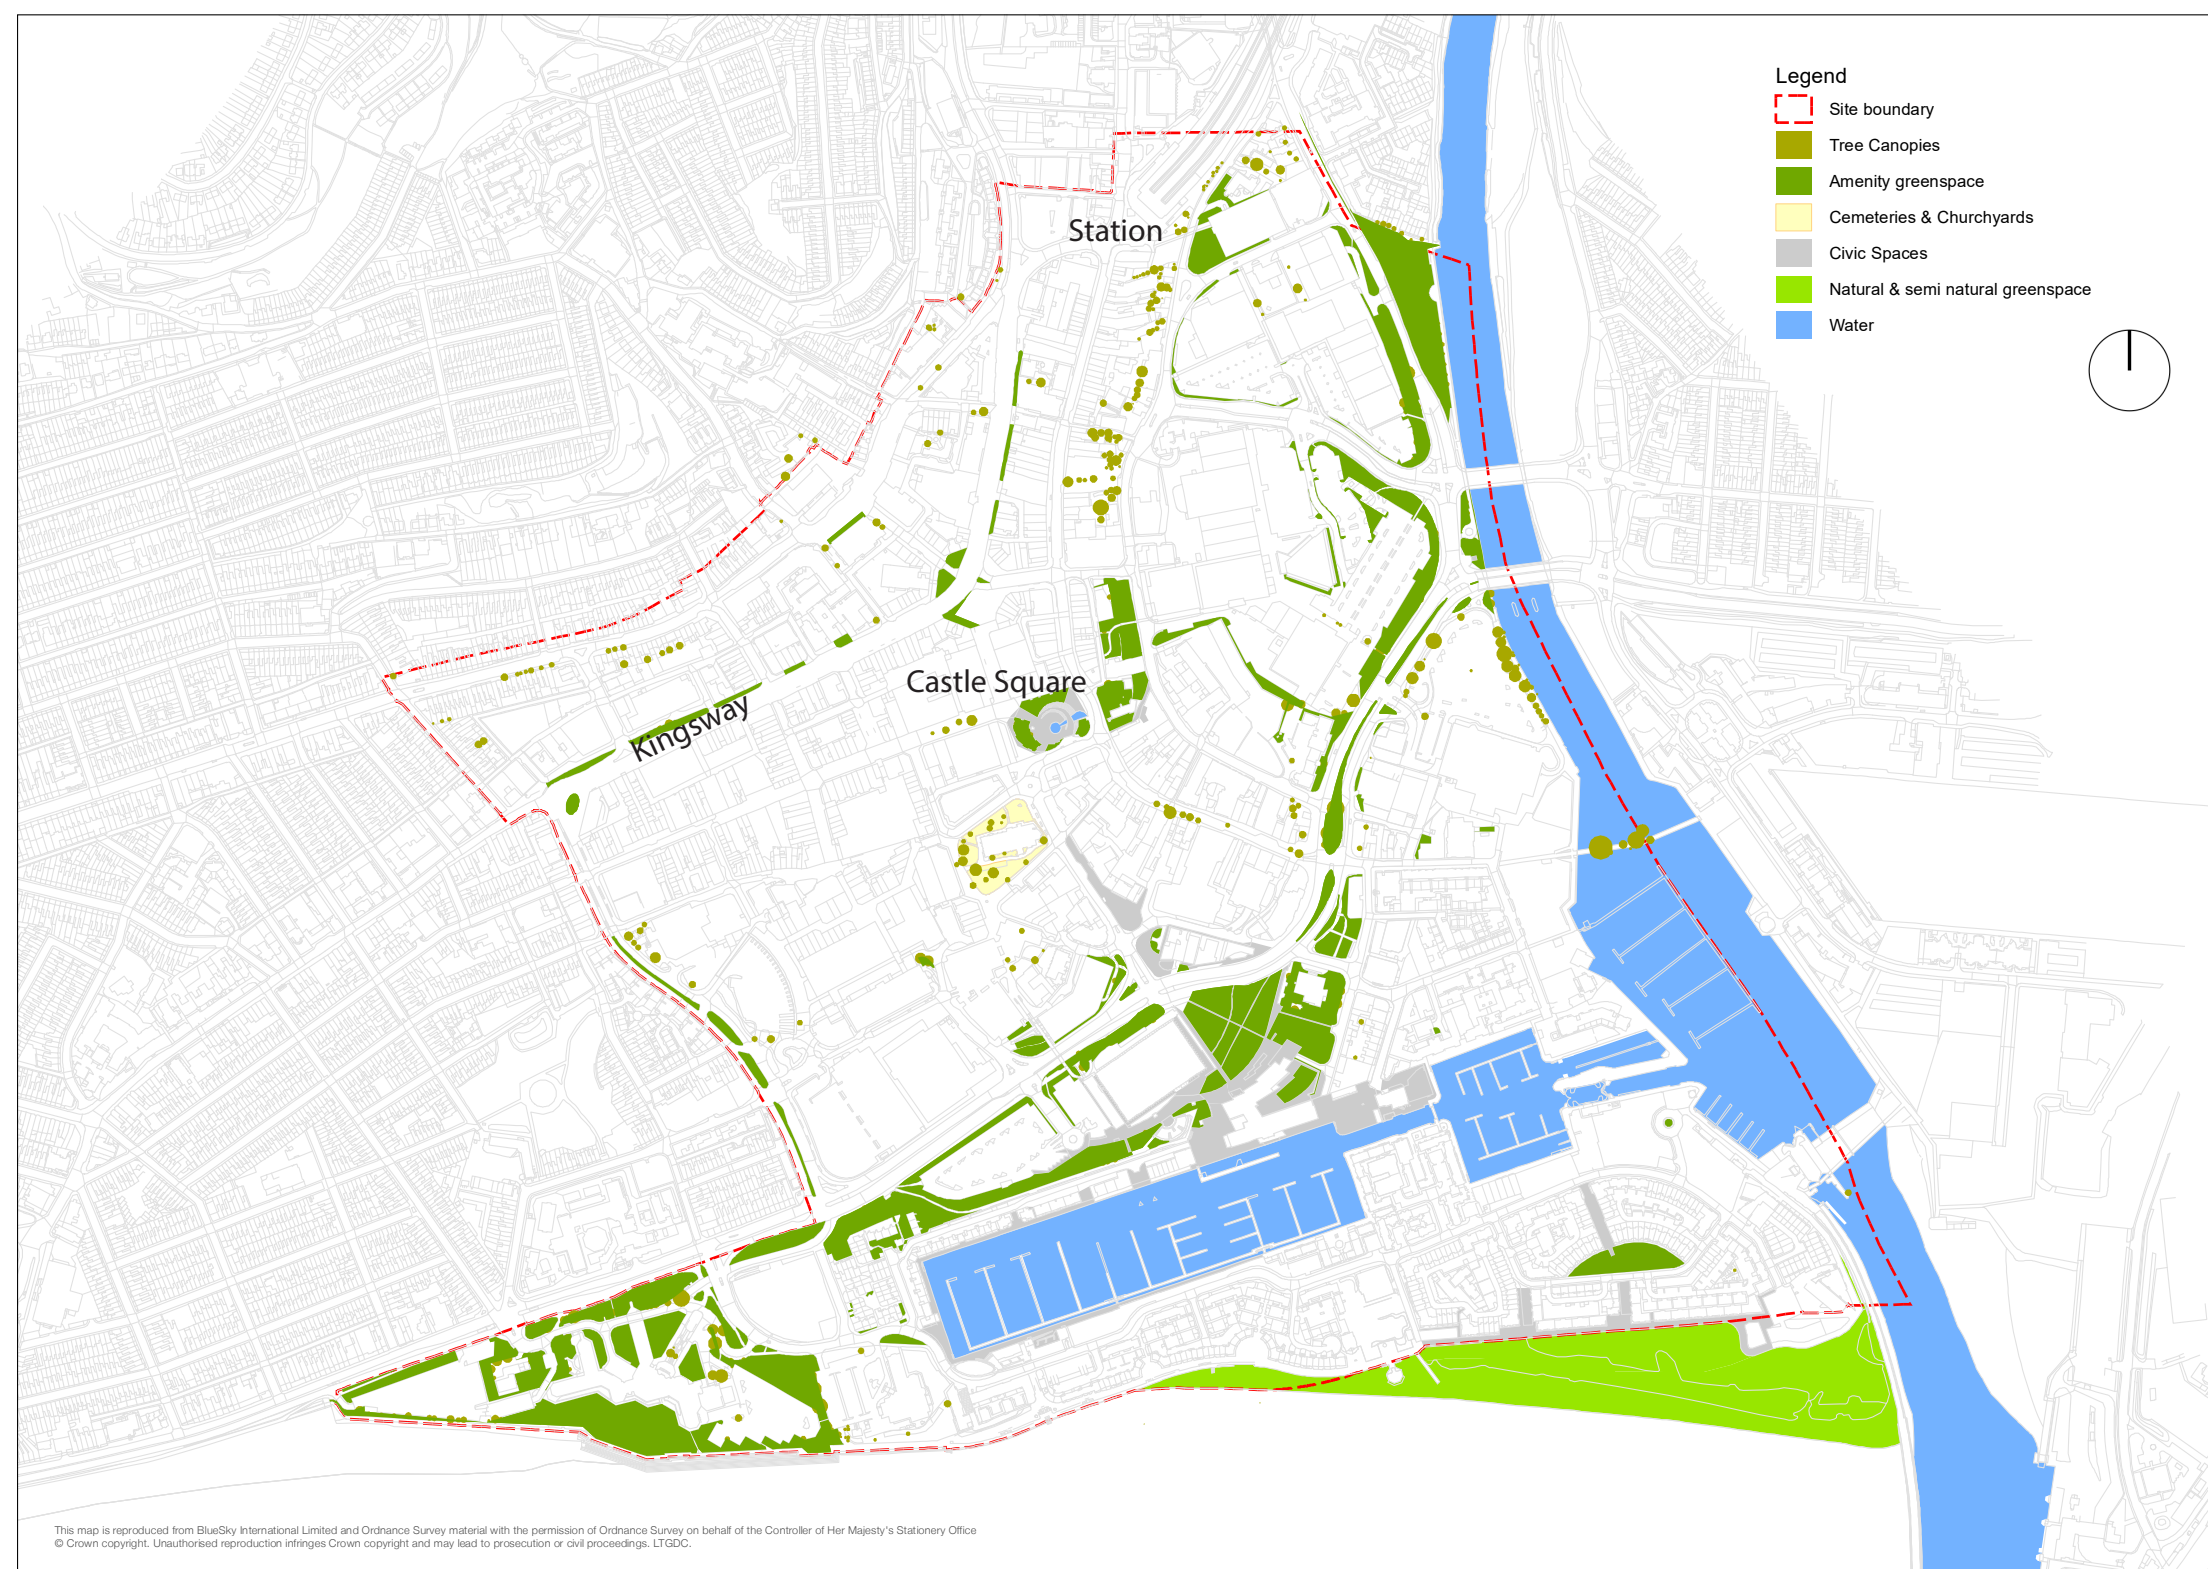 Legend
Site boundary
Tree Canopies
Amenity greenspace
Cemeteries & Churchyards
Civic Spaces
Natural & semi natural greenspace
Water
Station
Castle Square
Kingsway
This map is reproduced from BlueSky International Limited and Ordnance Survey material with the permission of Ordnance Survey on behalf of the Controller of Her Majesty's Stationery Office
© Crown copyright. Unauthorised reproduction infringes Crown copyright and may lead to prosecution or civil proceedings. LTGDC.